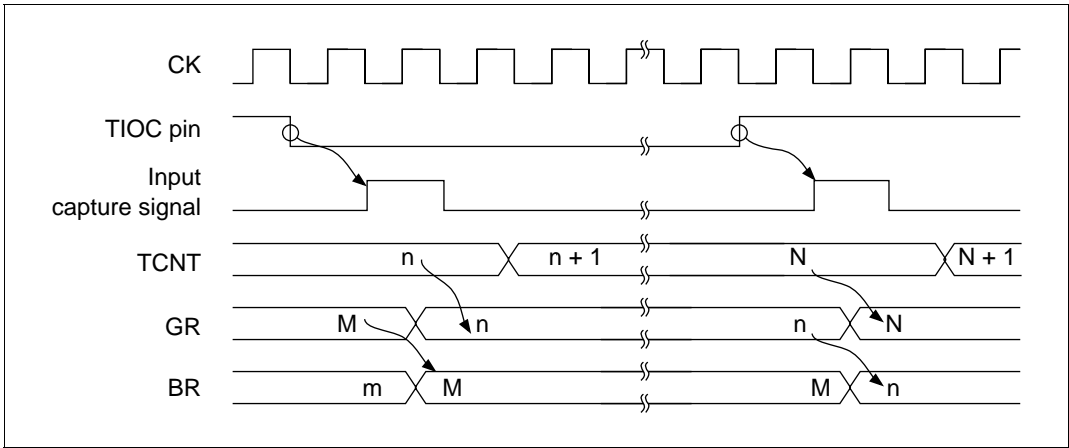 CK
TIOC pin
Input
capture signal
TCNT n n + 1 N N + 1
GR M n n N
BR m M M n